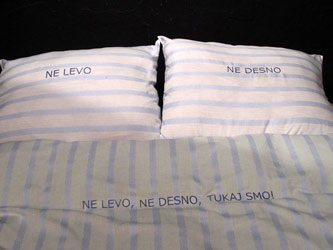 NE LEVO
NE DESNO
NE LEVO, NE DESNO, TUKAJ SMO!